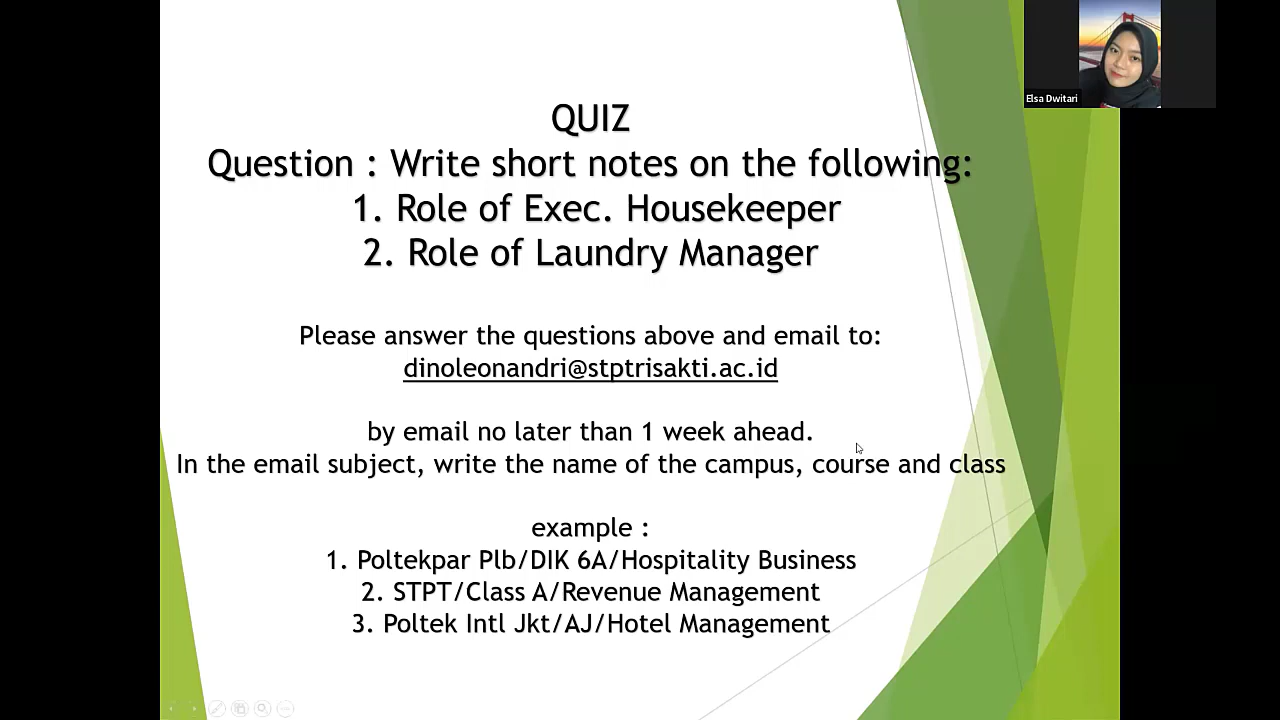 QUIZ
Question : Write short notes on the following:
1. Role of Exec. Housekeeper
2. Role of Laundry Manager
Please answer the questions above and email to:
dinoleonandri@stptrisakti.ac.id
by email no later than 1 week ahead.
In the email subject, write the name of the campus, course and class
example :
1. Poltekpar Plb/DIK 6A/Hospitality Business
2. STPT/Class A/Revenue Management
3. Poltek Intl Jkt/AJ/Hotel Management
Elsa Dwitari